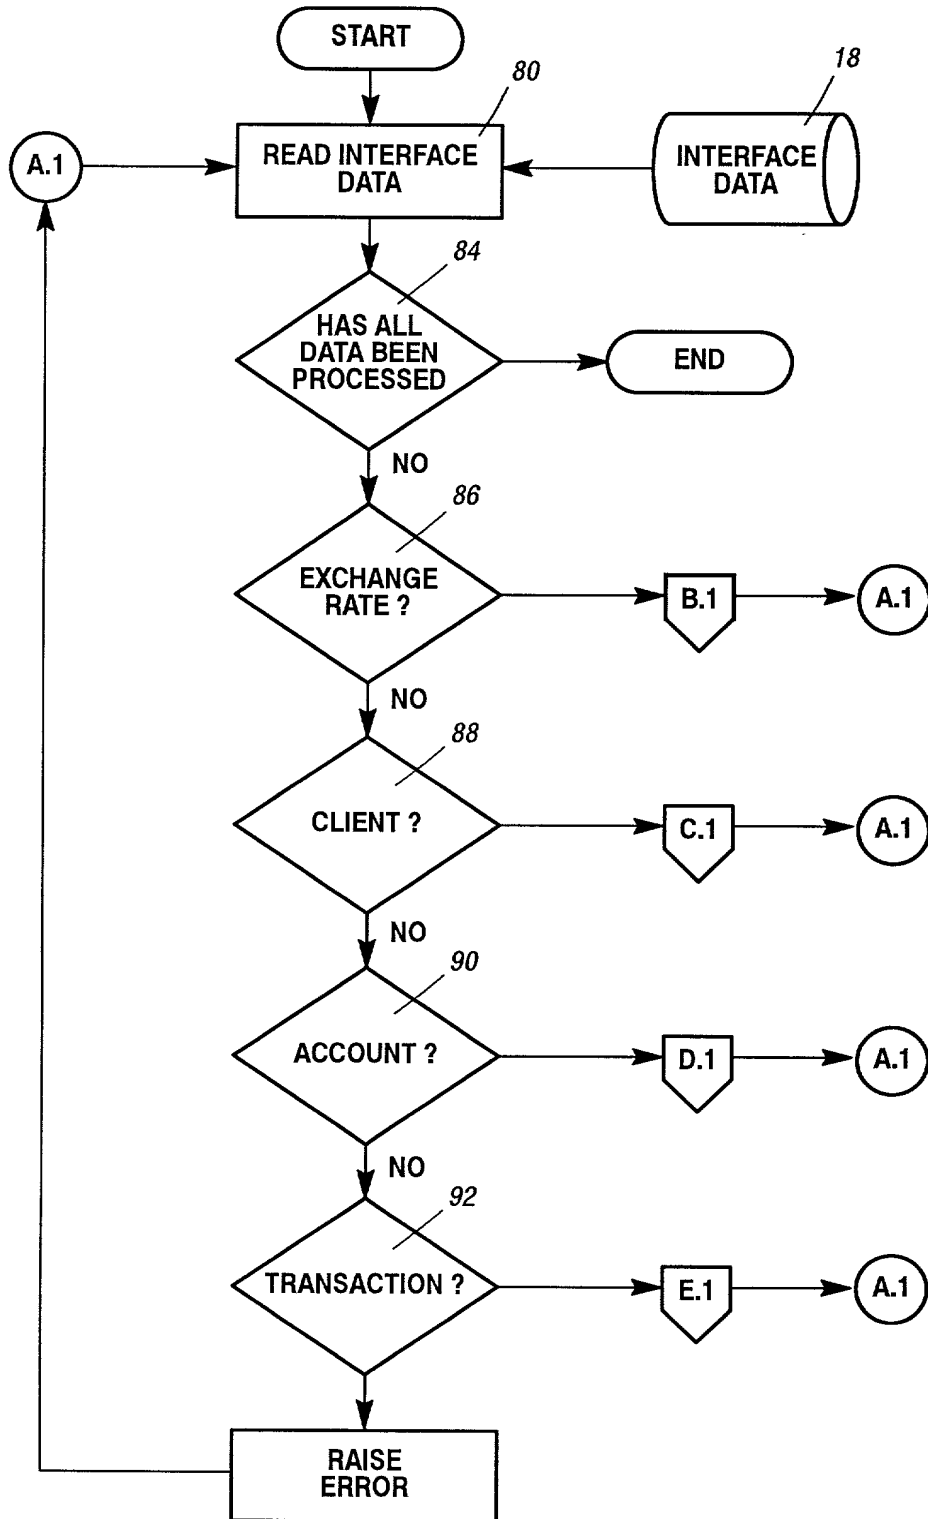 START
80
18
A.1
READ INTERFACE
DATA
INTERFACE
DATA
84
HAS ALL
DATA BEEN
PROCESSED
END
NO
86
EXCHANGE
RATE ?
B.1
A.1
NO
88
CLIENT ?
C.1
A.1
NO
90
ACCOUNT ?
D.1
A.1
NO
92
TRANSACTION ?
E.1
A.1
RAISE
ERROR